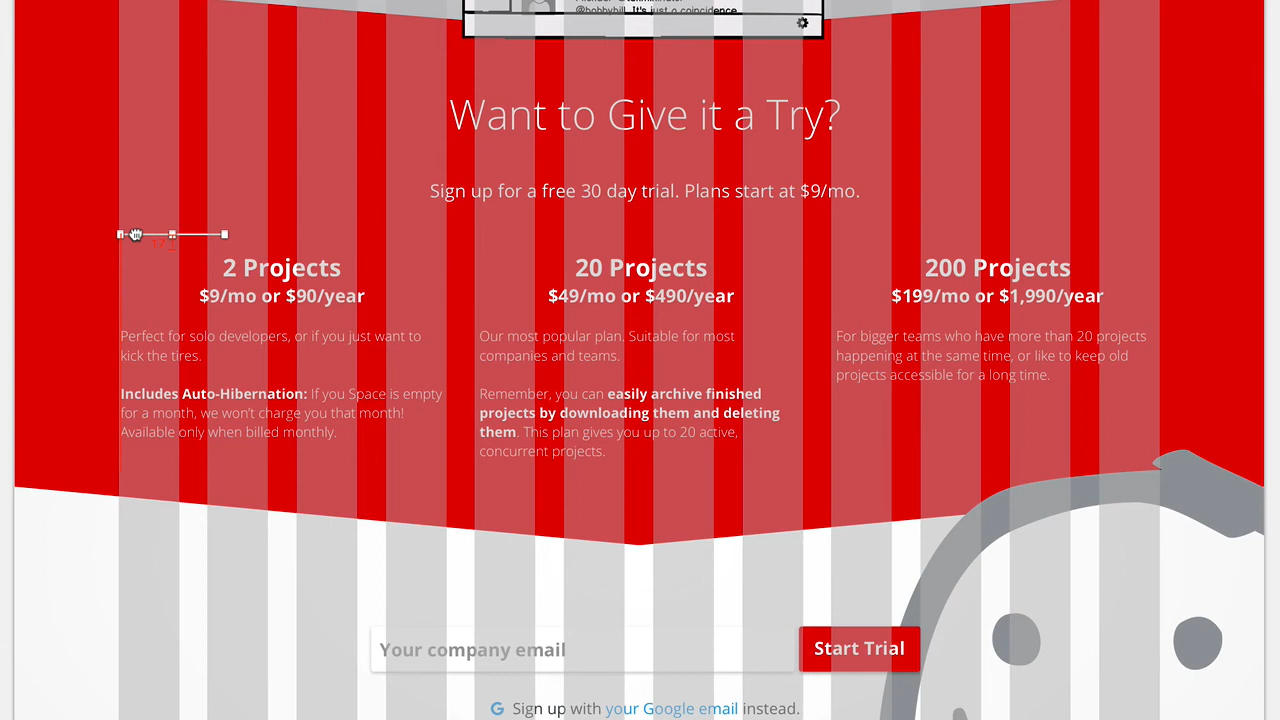 @bobbyhill. It's just a coincidence
Want to Give it a Try?
Sign up for a free 30 day trial. Plans start at $9/mo.
17
2 Projects
$9/mo or $90/year
Perfect for solo developers, or if you just want to
kick the tires.
Includes Auto-Hibernation: If you Space is empty
for a month, we won't charge you that month!
Available only when billed monthly.
20 Projects
$49/mo or $490/year
Our most popular plan. Suitable for most
companies and teams.
Remember, you can easily archive finished
projects by downloading them and deleting
them. This plan gives you up to 20 active,
concurrent projects.
200 Projects
$199/mo or $1,990/year
For bigger teams who have more than 20 projects
happening at the same time, or like to keep old
projects accessible for a long time.
Your company email
Start Trial
G Sign up with your Google email instead.